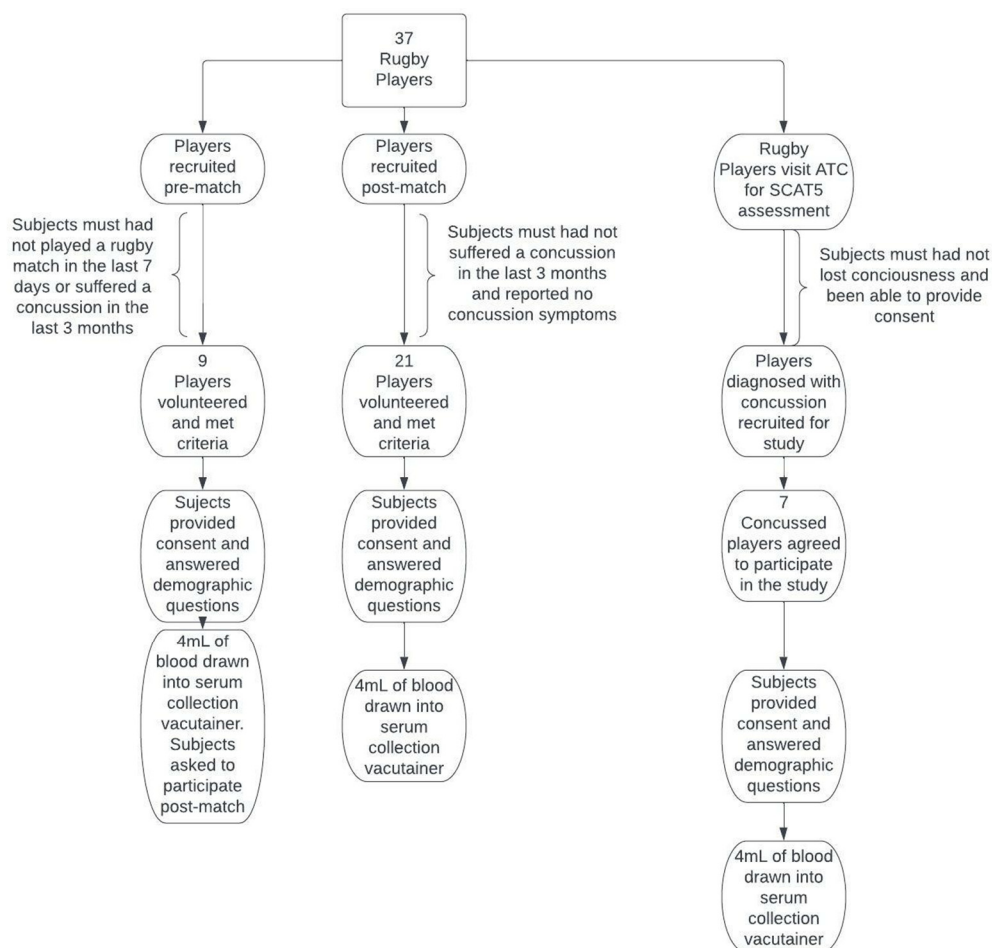 37
Rugby
Players
Players
recruited
pre-match
Players
recruited
post-match
Rugby
Players visit ATC
for SCAT5
assessment
Subjects must had
not played a rugby
match in the last 7
days or suffered a
concussion in the
last 3 months
Subjects must had not
suffered a concussion
in the last 3 months
and reported no
concussion symptoms
Subjects must had not
lost conciousness and
been able to provide
consent
9
Players
volunteered
and met
criteria
21
Players
volunteered
and met
criteria
Players
diagnosed with
concussion
recruited for
study
Sujects
provided
consent and
answered
demographic
questions
Subjects
provided
consent and
answered
demographic
questions
7
Concussed
players agreed
to participate
in the study
4mL of
blood drawn
into serum
collection
vacutainer.
Subjects
asked to
participate
post-match
4mL of blood
drawn into
serum
collection
vacutainer
Subjects
provided
consent and
answered
demographic
questions
4mL of blood
drawn into
serum
collection
vacutainer